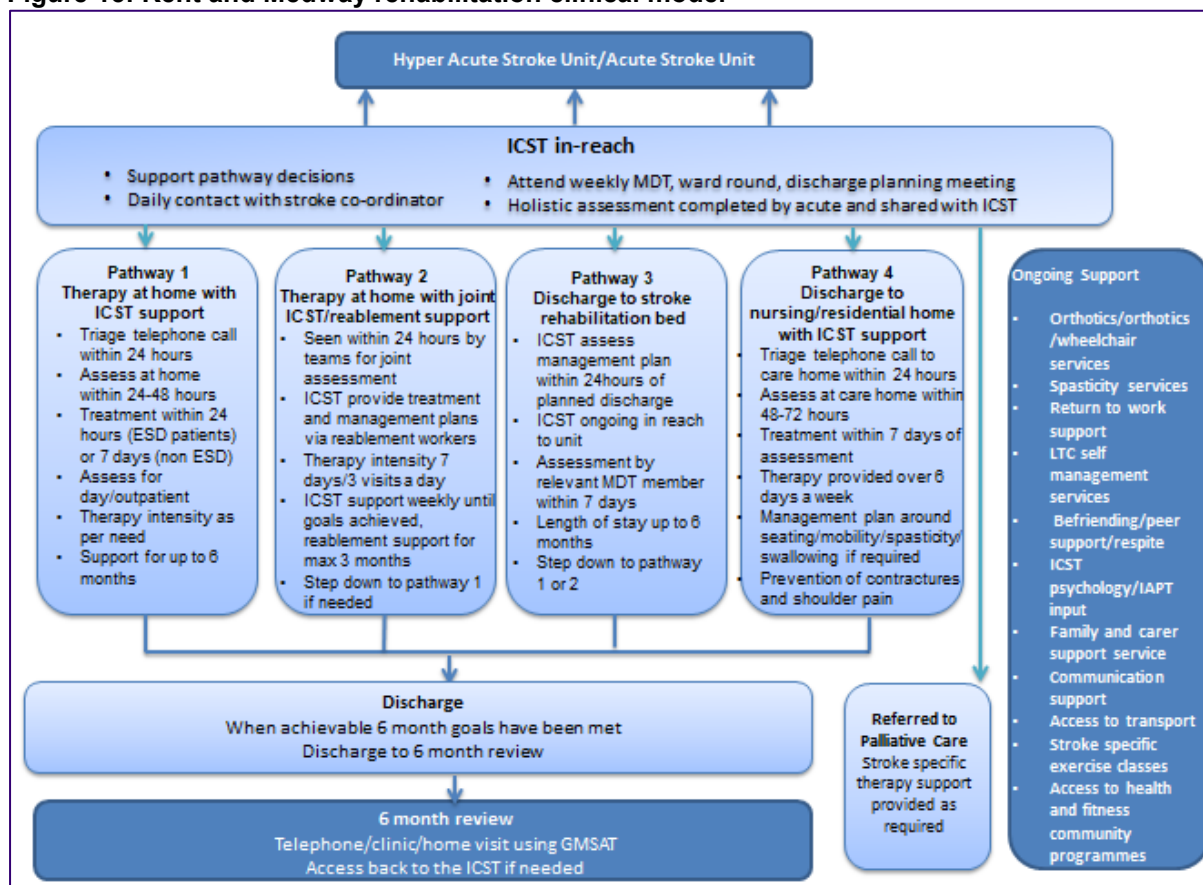 Hyper Acute Stroke Unit/Acute Stroke Unit
ICST in-reach
• Support pathway decisions
• Daily contact with stroke co-ordinator
• Attend weekly MDT, ward round, discharge planning meeting
• Holistic assessment completed by acute and shared with ICST
Pathway 1
Therapy at home with
ICST support
• Triage telephone call
within 24 hours
• Assess at home
within 24-48 hours
• Treatment within 24
hours (ESD patients)
or 7 days (non ESD)
• Assess for
day/outpatient
• Therapy intensity as
per need
• Support for up to 6
months
Pathway 2
Therapy at home with joint
ICST/reablement support
• Seen within 24 hours by
teams for joint
assessment
• ICST provide treatment
and management plans
via reablement workers
• Therapy intensity 7
days/3 visits a day
• ICST support weekly until
goals achieved,
reablement support for
max 3 months
• Step down to pathway 1
if needed
Pathway 3
Discharge to stroke
rehabilitation bed
• ICST assess
management plan
within 24hours of
planned discharge
• ICST ongoing in reach
to unit
• Assessment by
relevant MDT member
within 7 days
• Length of stay up to 6
months
• Step down to pathway
1 or 2
Pathway 4
Discharge to
nursing/residential home
with ICST support
• Triage telephone call to
care home within 24 hours
• Assess at care home within
48-72 hours
• Treatment within 7 days of
assessment
• Therapy provided over 6
days a week
• Management plan around
seating/mobility/spasticity/
swallowing if required
• Prevention of contractures
and shoulder pain
Ongoing Support
• Orthotics/orthotics
/wheelchair
services
• Spasticity services
• Return to work
support
• LTC self
management
services
• Befriending/peer
support/respite
• ICST
psychology/IAPT
input
• Family and carer
support service
• Communication
support
• Access to transport
• Stroke specific
exercise classes
• Access to health
and fitness
community
programmes
Discharge
When achievable 6 month goals have been met
Discharge to 6 month review
Referred to
Palliative Care
Stroke specific
therapy support
provided as
required
6 month review
Telephone/clinic/home visit using GMSAT
Access back to the ICST if needed